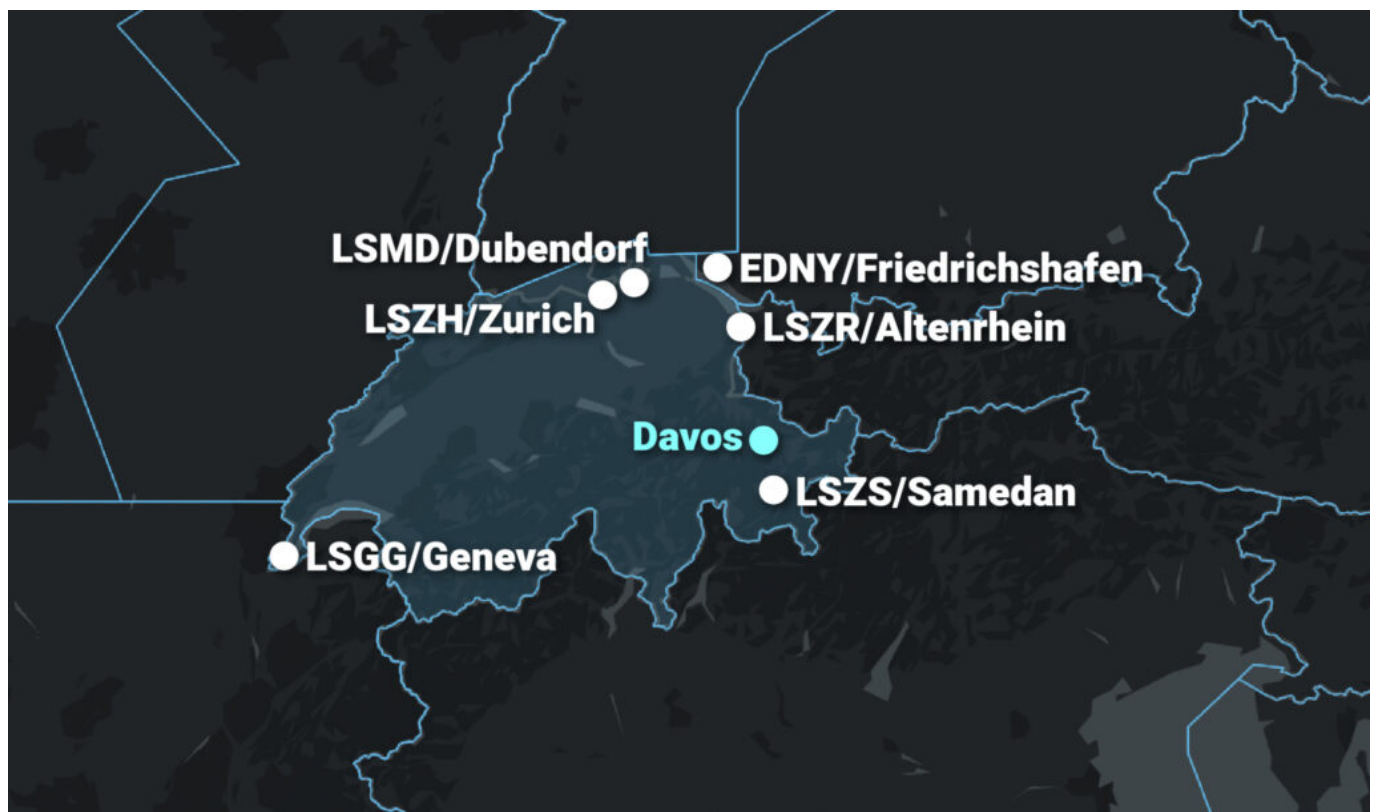 LSMD/Dubendorf
EDNY/Friedrichshafen
LSZH/Zurich
LSZR/Altenrhein
Davos
LSZS/Samedan
LSGG/Geneva